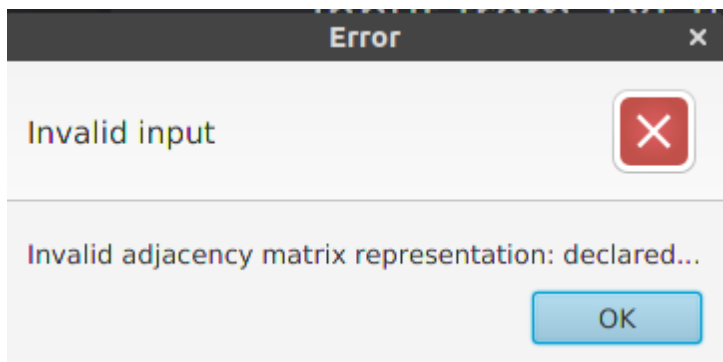 Error
Invalid input
Invalid adjacency matrix representation: declared...
OK